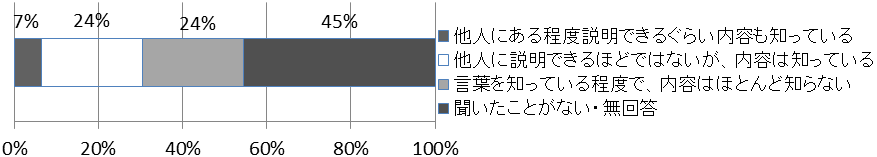 7% 24% 24% 45%
他人にある程度説明できるぐらい内容も知っている
他人に説明できるほどではないが、内容は知っている
言葉を知っている程度で、内容はほとんど知らない
聞いたことがない・無回答
0% 20% 40% 60% 80% 100%